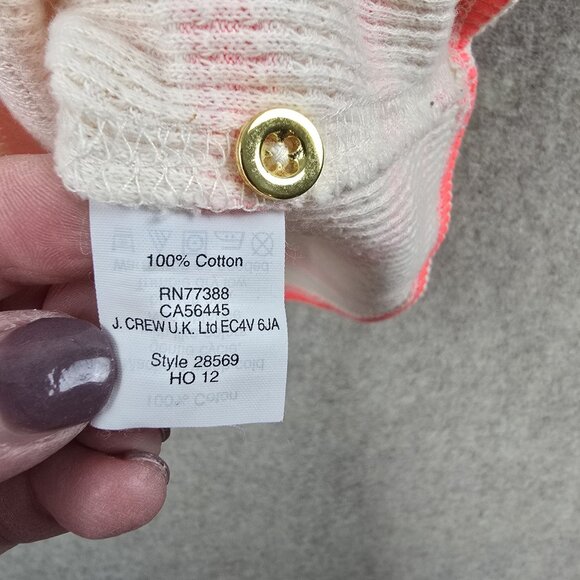 100% Cotton
RN77388
CA56445
J. CREW U.K. Ltd EC4V 6JA
Style 28569
HO 12